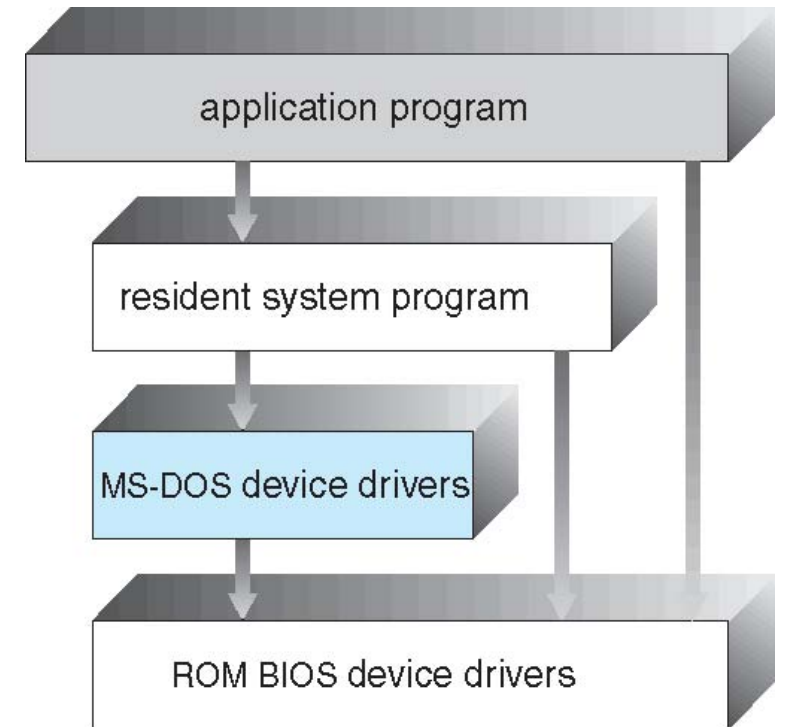 application program
resident system program
MS-DOS device drivers
ROM BIOS device drivers